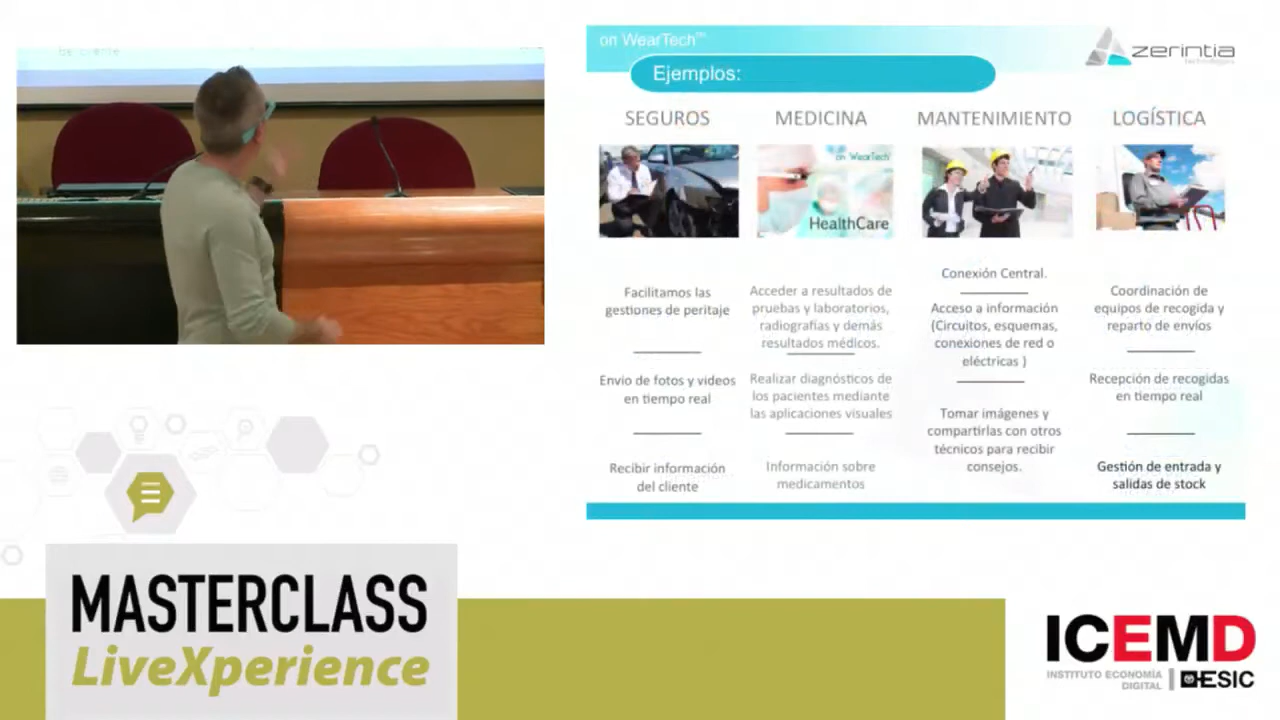 be cliente
on WearTech™
Ejemplos:
zerintia
technologies
SEGUROS
MEDICINA
MANTENIMIENTO
LOGÍSTICA
on WearTech
HealthCare
Facilitamos las
gestiones de peritaje
Envio de fotos y videos
en tiempo real
Recibir información
del cliente
Acceder a resultados de
pruebas y laboratorios,
radiografías y demás
resultados médicos.
Realizar diagnósticos de
los pacientes mediante
las aplicaciones visuales
Información sobre
medicamentos
Conexión Central.
Acceso a información
(Circuitos, esquemas,
conexiones de red o
eléctricas )
Tomar imágenes y
compartirlas con otros
técnicos para recibir
consejos.
Coordinación de
equipos de recogida y
reparto de envíos
Recepción de recogidas
en tiempo real
Gestión de entrada y
salidas de stock
MASTERCLASS
LiveXperience
ICEMD
INSTITUTO ECONOMÍA
DIGITAL
ESIC